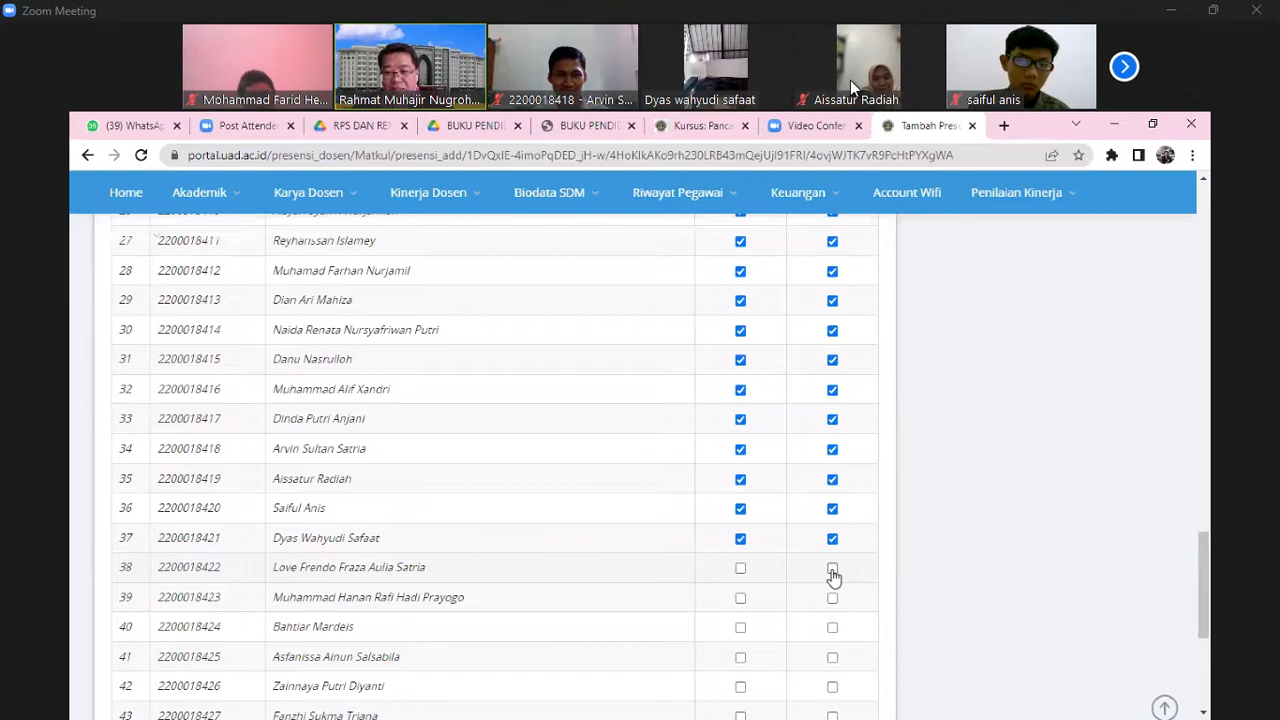 Zoom Meeting
Mohammad Farid He...
Rahmat Muhajir Nugroh...
2200018418 - Arvin S...
Dyas wahyudi safaat
Aissatur Radiah
saiful anis
(39) WhatsAp
Post Attende
RPS DAN RE
BUKU PENDI
BUKU PENDI
Kursus: Panca
Video Confer
Tambah Prese
portal.uad.ac.id/presensi_dosen/Matkul/presensi_add/
Home
Akademik
Karya Dosen
Kinerja Dosen
Biodata SDM
Riwayat Pegawai
Keuangan
Account Wifi
Penilaian Kinerja
27 2200018411 Reyhanssan Islamey
28 2200018412 Muhamad Farhan Nurjamil
29 2200018413 Dian Ari Mahiza
30 2200018414 Naida Renata Nursyafriwan Putri
31 2200018415 Danu Nasrulloh
32 2200018416 Muhammad Alif Xandri
33 2200018417 Dinda Putri Anjani
34 2200018418 Arvin Sultan Satria
35 2200018419 Aissatur Radiah
36 2200018420 Saiful Anis
37 2200018421 Dyas Wahyudi Safaat
38 2200018422 Love Frendo Fraza Aulia Satria
39 2200018423 Muhammad Hanan Rafi Hadi Prayogo
40 2200018424 Bahtiar Mardeis
41 2200018425 Asfanissa Ainun Salsabila
42 2200018426 Zainnaya Putri Diyanti
43 2200018427 Fanzhi Sukma Triana